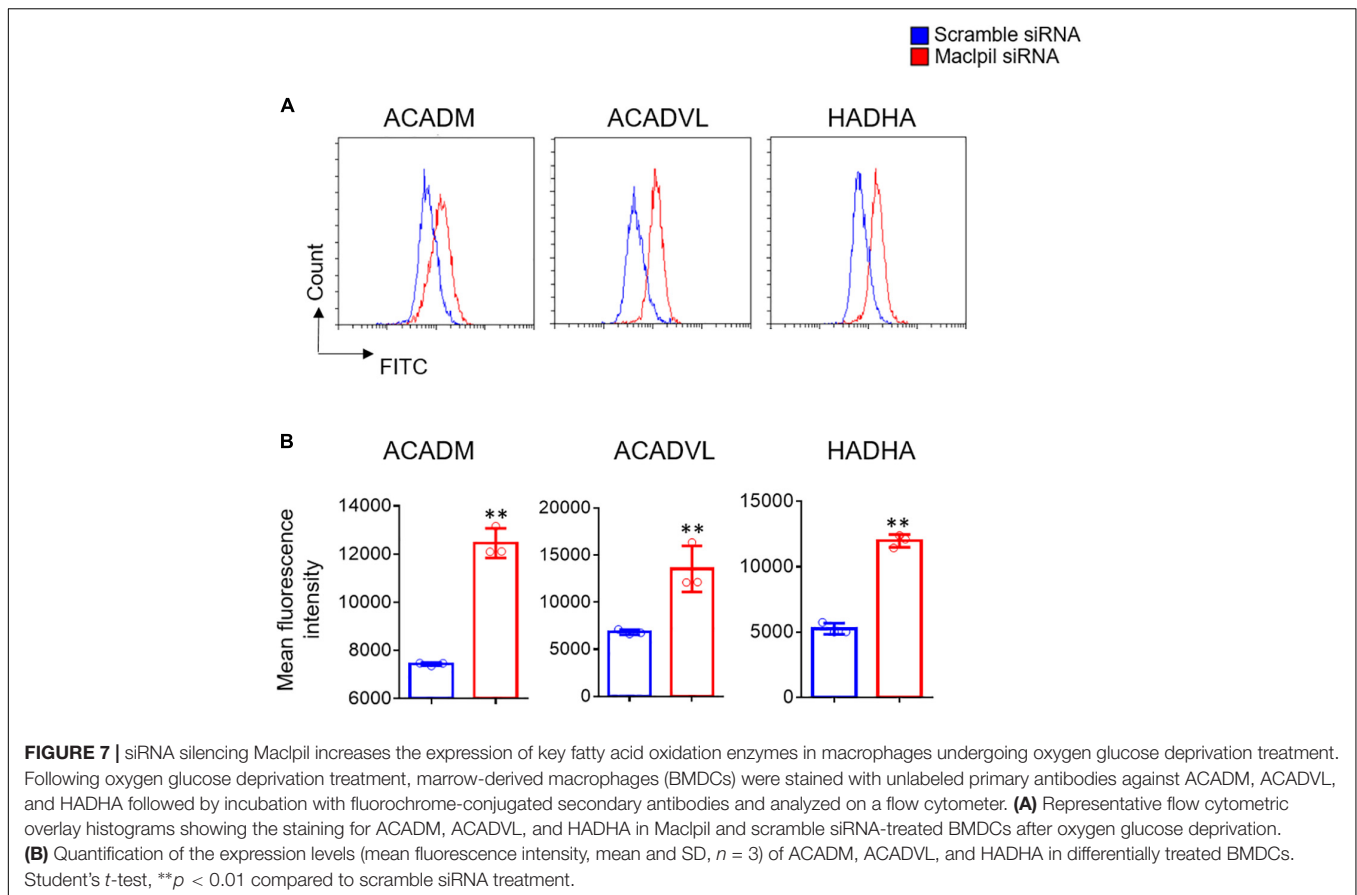 Scramble siRNA
Maclpil siRNA
A
ACADM ACADVL HADHA
Count
FITC
B
ACADM ACADVL HADHA
Mean fluorescence
intensity
14000
12000
10000
8000
6000
**
20000
15000
10000
5000
0
**
15000
10000
5000
0
**
FIGURE 7 | siRNA silencing Maclpil increases the expression of key fatty acid oxidation enzymes in macrophages undergoing oxygen glucose deprivation treatment.
Following oxygen glucose deprivation treatment, marrow-derived macrophages (BMDCs) were stained with unlabeled primary antibodies against ACADM, ACADVL,
and HADHA followed by incubation with fluorochrome-conjugated secondary antibodies and analyzed on a flow cytometer. (A) Representative flow cytometric
overlay histograms showing the staining for ACADM, ACADVL, and HADHA in Maclpil and scramble siRNA-treated BMDCs after oxygen glucose deprivation.
(B) Quantification of the expression levels (mean fluorescence intensity, mean and SD, n = 3) of ACADM, ACADVL, and HADHA in differentially treated BMDCs.
Student's t-test, **p < 0.01 compared to scramble siRNA treatment.